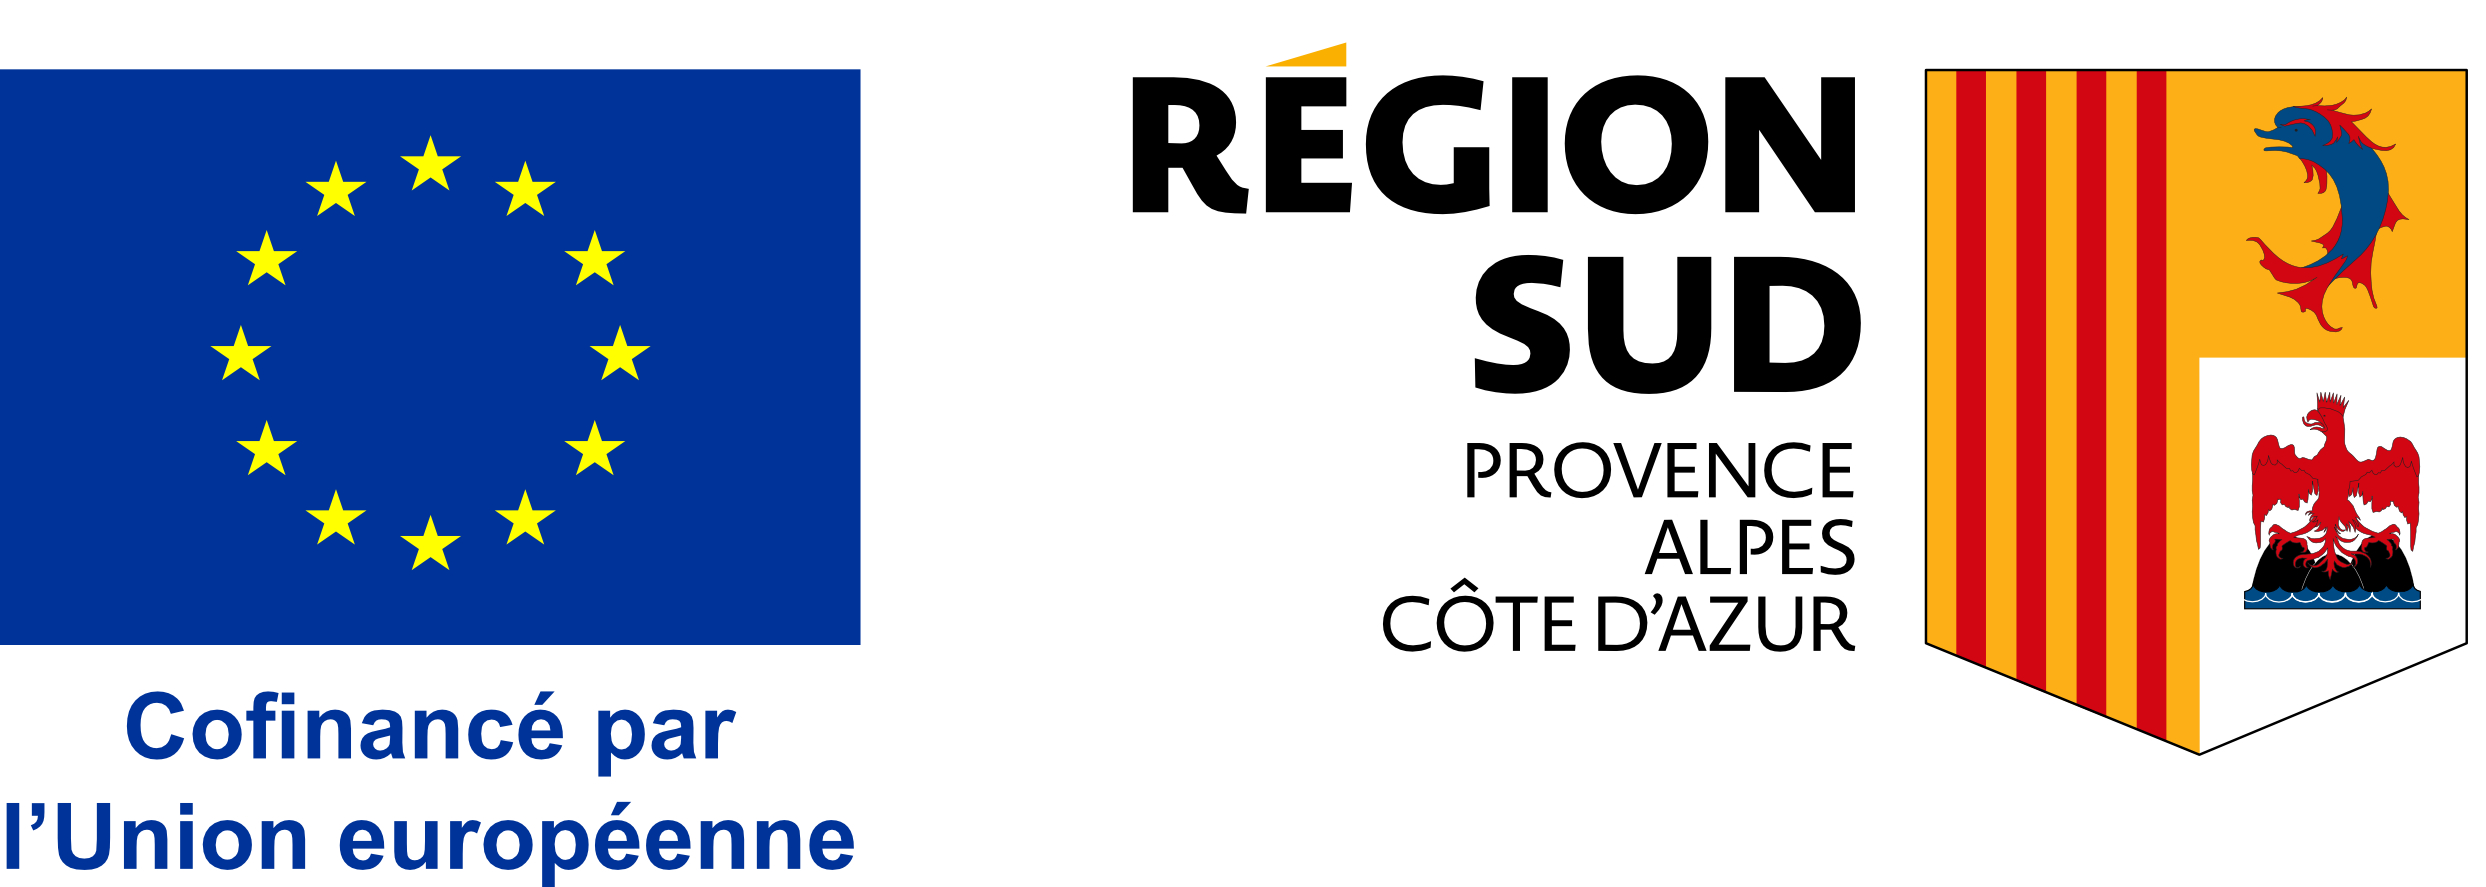 Cofinancé par
l’Union européenne
RÉGION
SUD
PROVENCE
ALPES
CÔTE D’AZUR